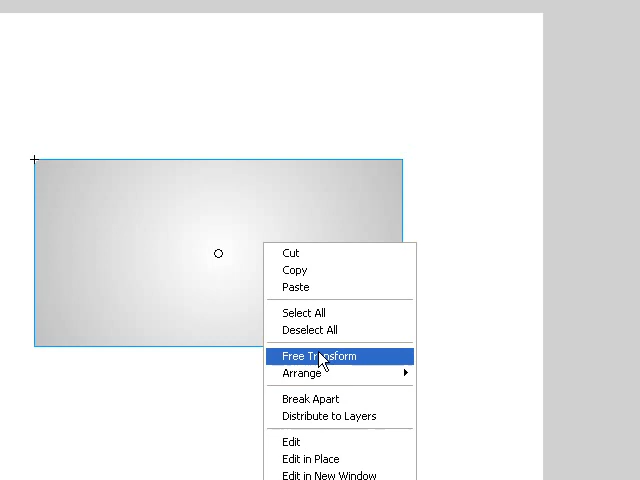 Cut
Copy
Paste
Select All
Deselect All
Free Transform
Arrange
Break Apart
Distribute to Layers
Edit
Edit in Place
Edit in New Window